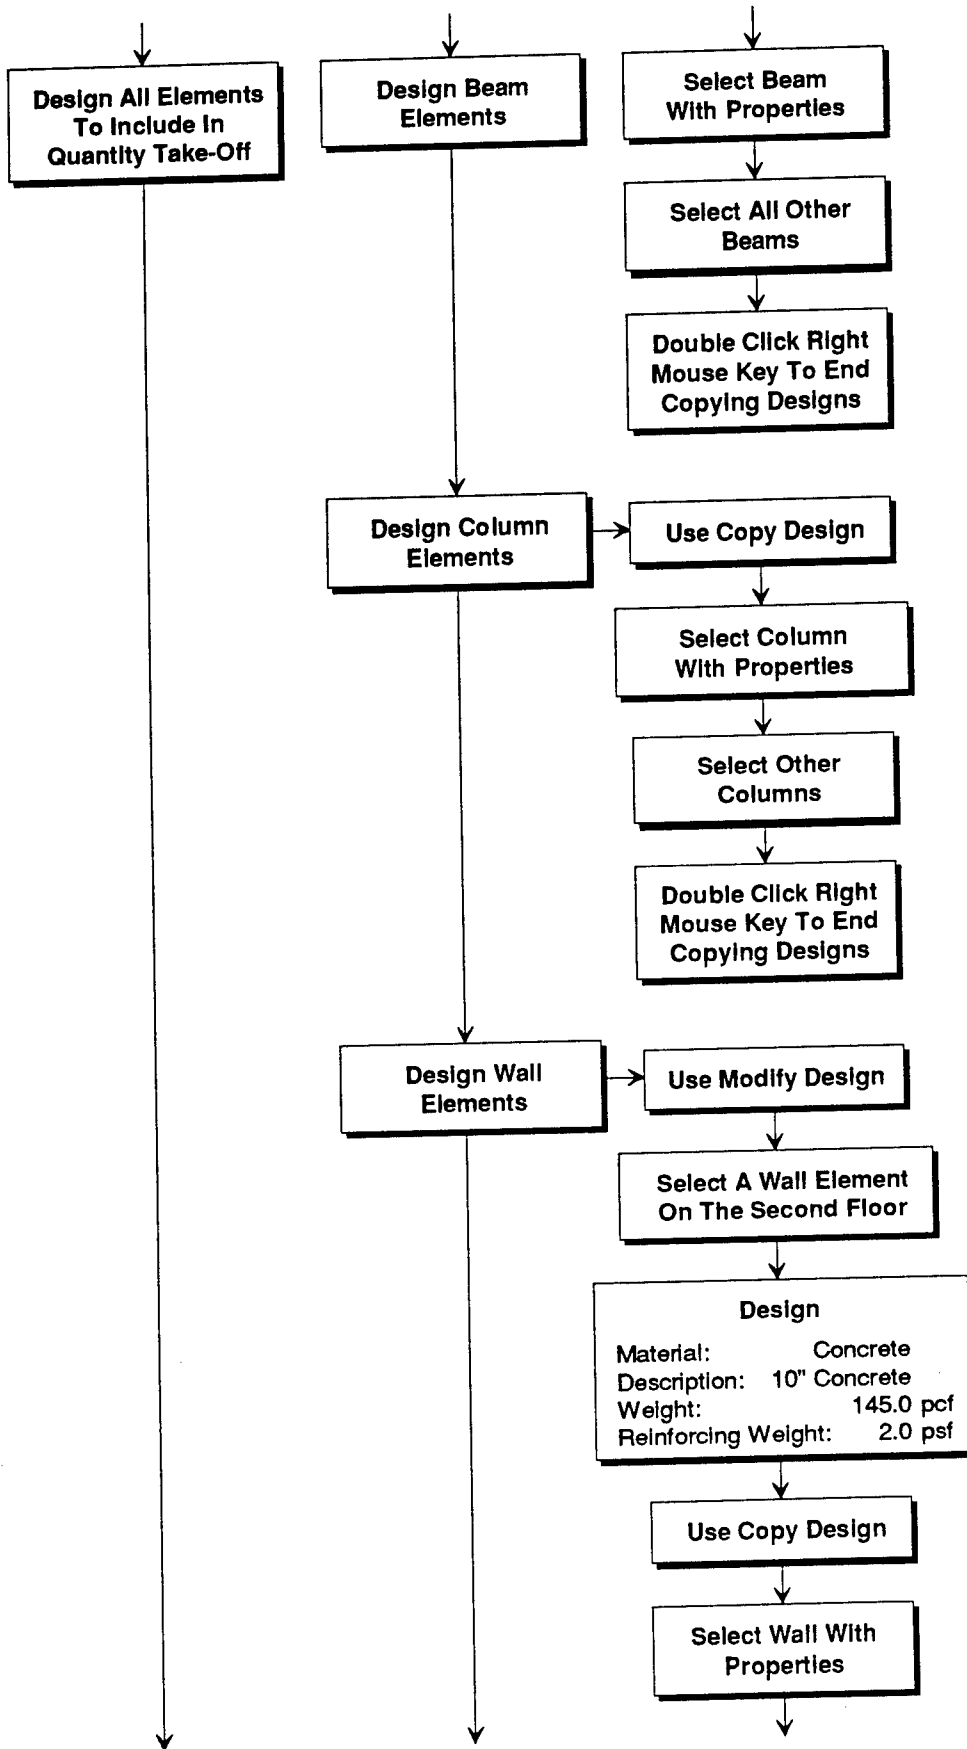 Design All Elements
To Include In
Quantity Take-Off
Design Beam
Elements
Select Beam
With Properties
Select All Other
Beams
Double Click Right
Mouse Key To End
Copying Designs
Design Column
Elements
Use Copy Design
Select Column
With Properties
Select Other
Columns
Double Click Right
Mouse Key To End
Copying Designs
Design Wall
Elements
Use Modify Design
Select A Wall Element
On The Second Floor
Design
Material: Concrete
Description: 10" Concrete
Weight: 145.0 pcf
Reinforcing Weight: 2.0 psf
Use Copy Design
Select Wall With
Properties